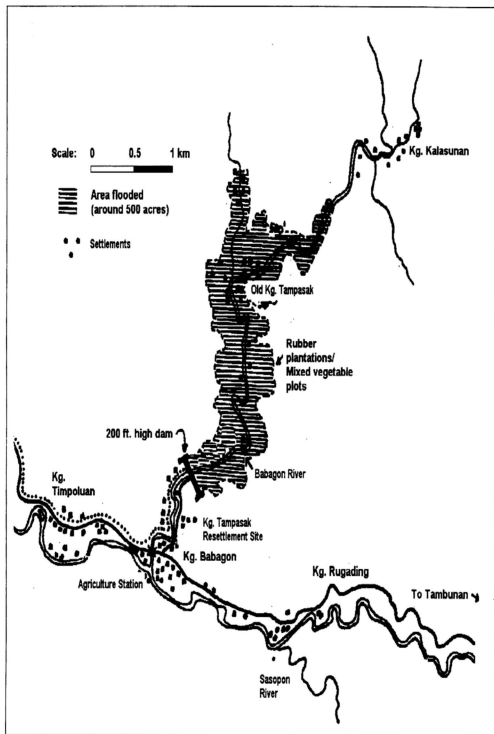 Kg. Kalasunan
Scale: 0 0.5 1 km
Area flooded
(around 500 acres)
Settlements
Old Kg. Tampasak
Rubber
plantations/
Mixed vegetable
plots
200 ft. high dam
Babagon River
Kg.
Timpoluan
Kg. Tampasak
Resettlement Site
Kg. Babagon
Agriculture Station
Kg. Rugading
To Tambunan
Sasopon
River